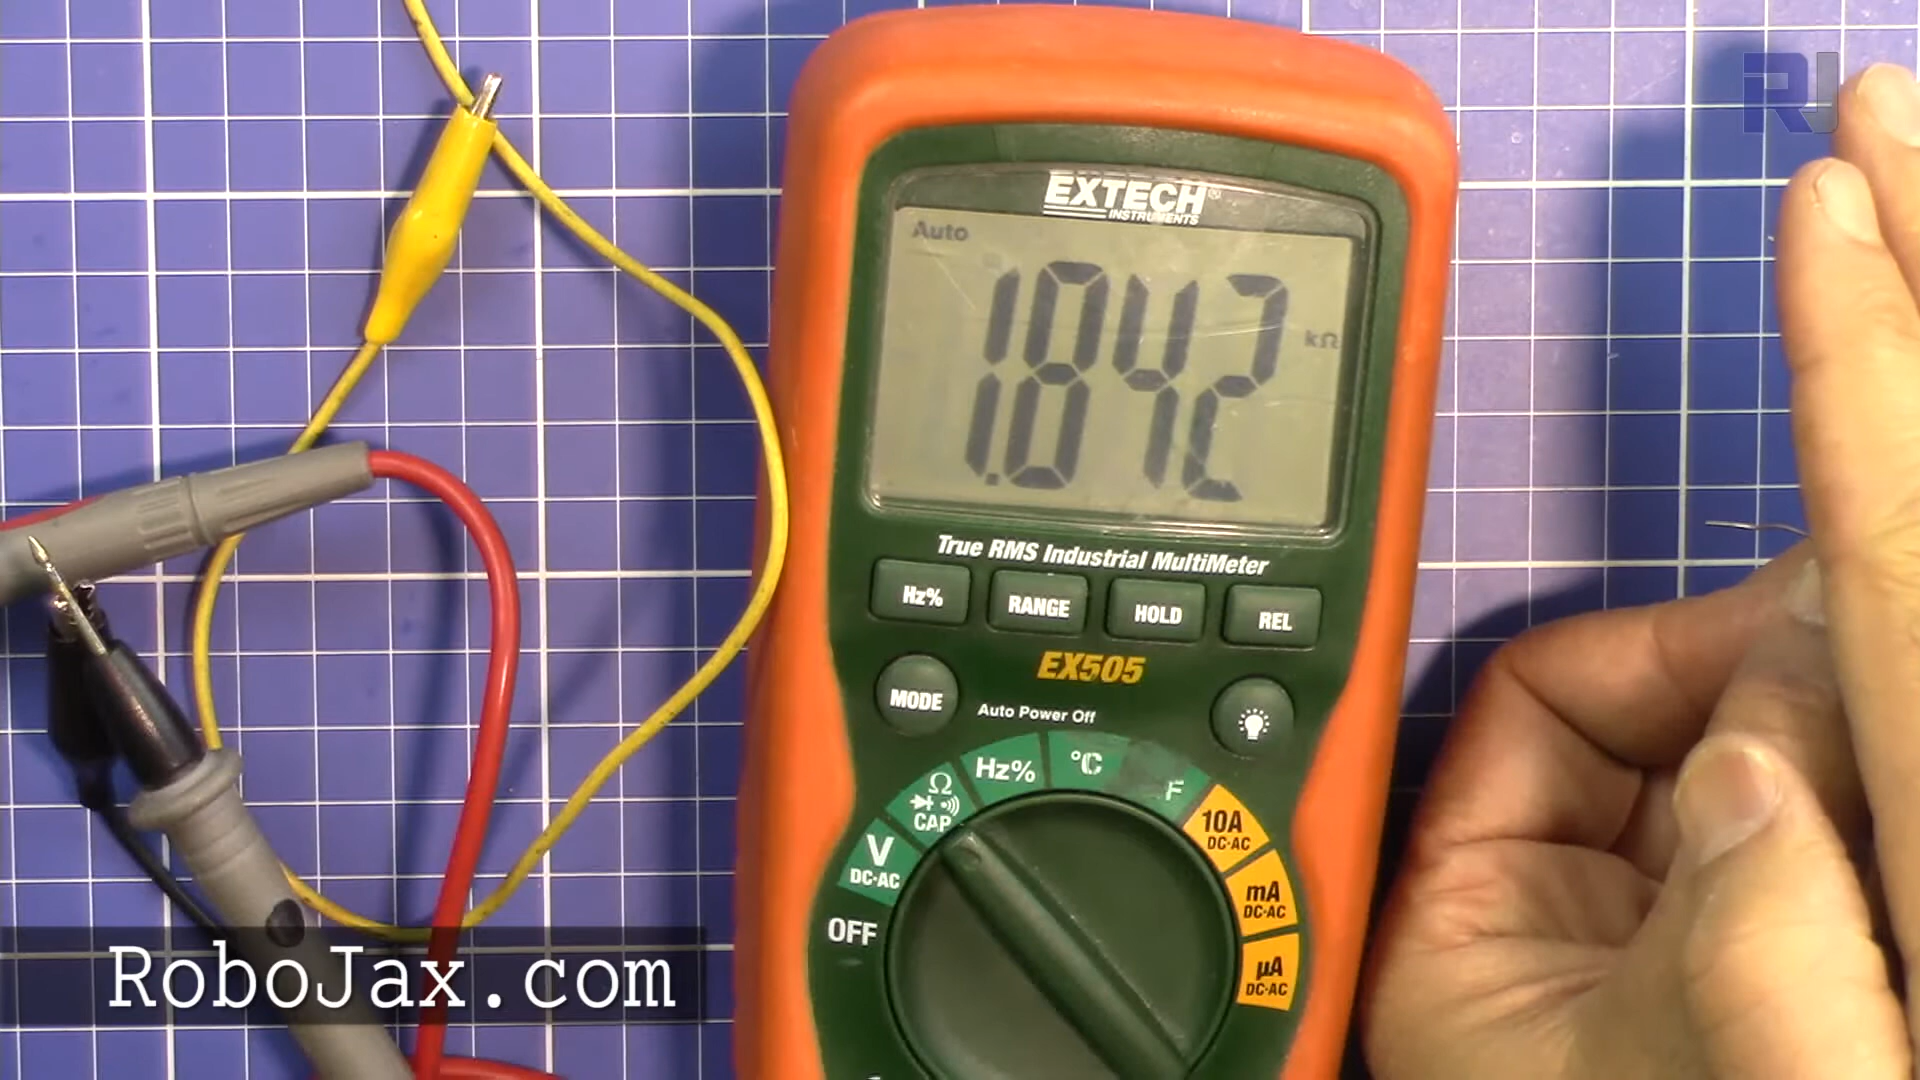 RJ
EXTECH®
INSTRUMENTS
Auto
1.842 kΩ
True RMS Industrial MultiMeter
Hz% RANGE HOLD REL
EX505
MODE Auto Power Off
Hz% °C F
Ω
CAP
V
DC·AC
OFF
10A
DC·AC
mA
DC·AC
µA
DC·AC
RoboJax.com